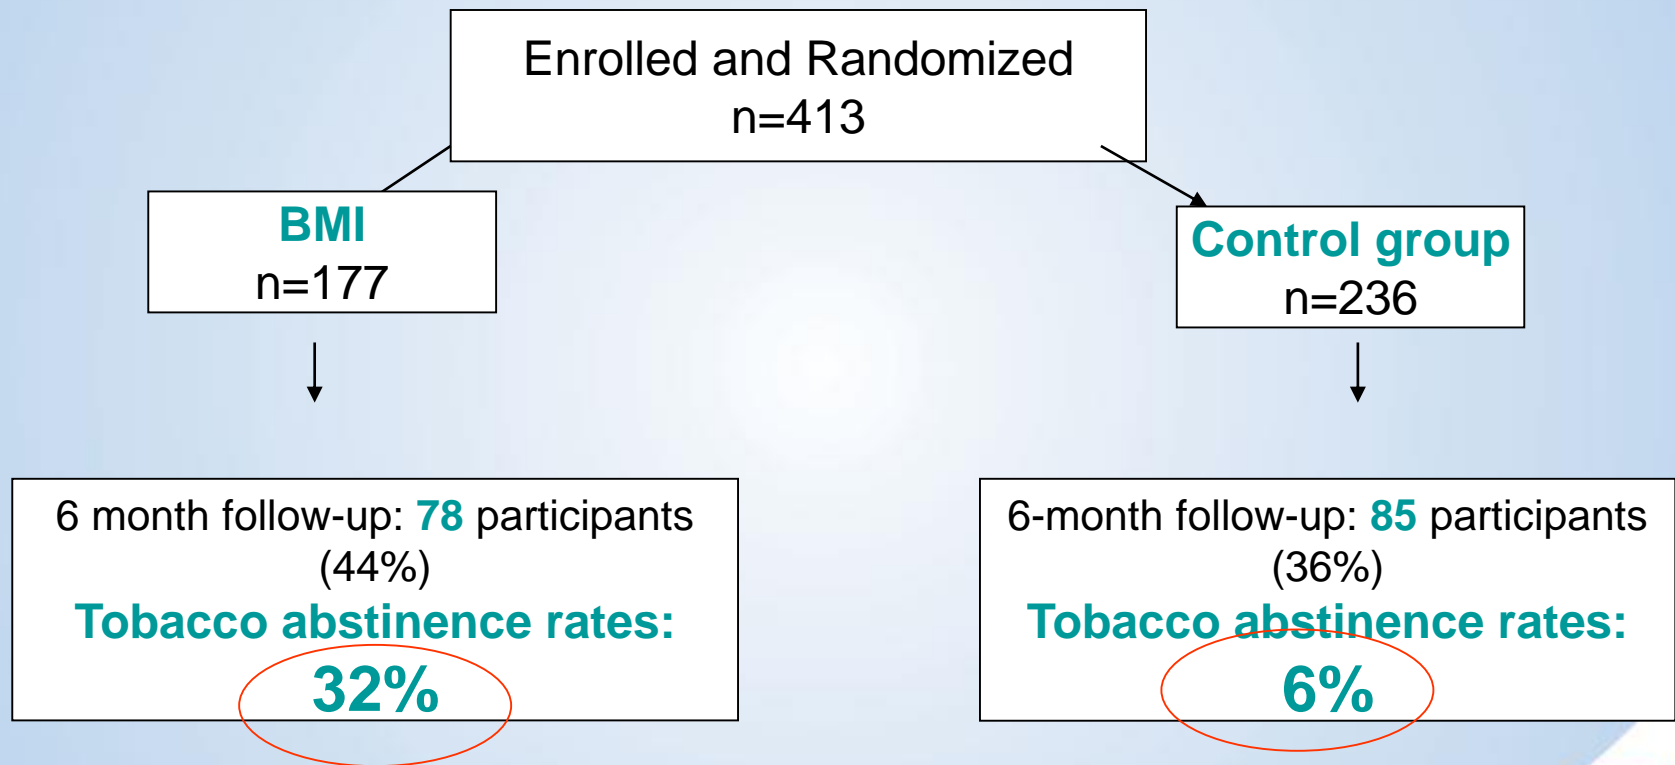 Enrolled and Randomized
n=413
BMI
n=177
Control group
n=236
6 month follow-up: 78 participants
(44%)
Tobacco abstinence rates:
32%
6-month follow-up: 85 participants
(36%)
Tobacco abstinence rates:
6%